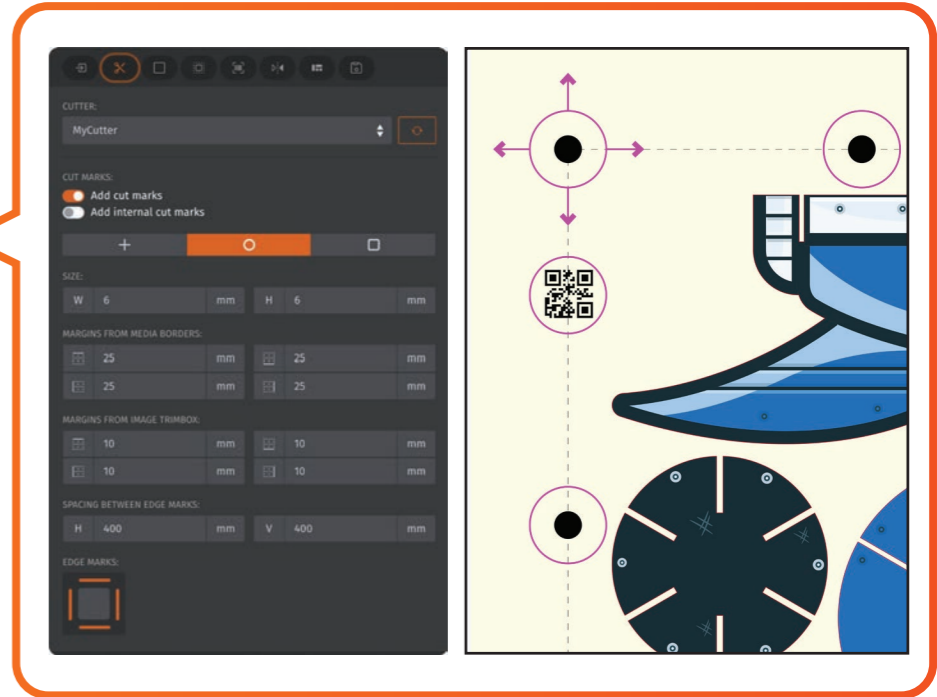 CUTTER:
MyCutter
CUT MARKS:
Add cut marks
Add internal cut marks
SIZE:
W 6 mm H 6 mm
MARGINS FROM MEDIA BORDERS:
25 mm 25 mm
25 mm 25 mm
MARGINS FROM IMAGE TRIMBOX:
10 mm 10 mm
10 mm 10 mm
SPACING BETWEEN EDGE MARKS:
H 400 mm V 400 mm
EDGE MARKS: